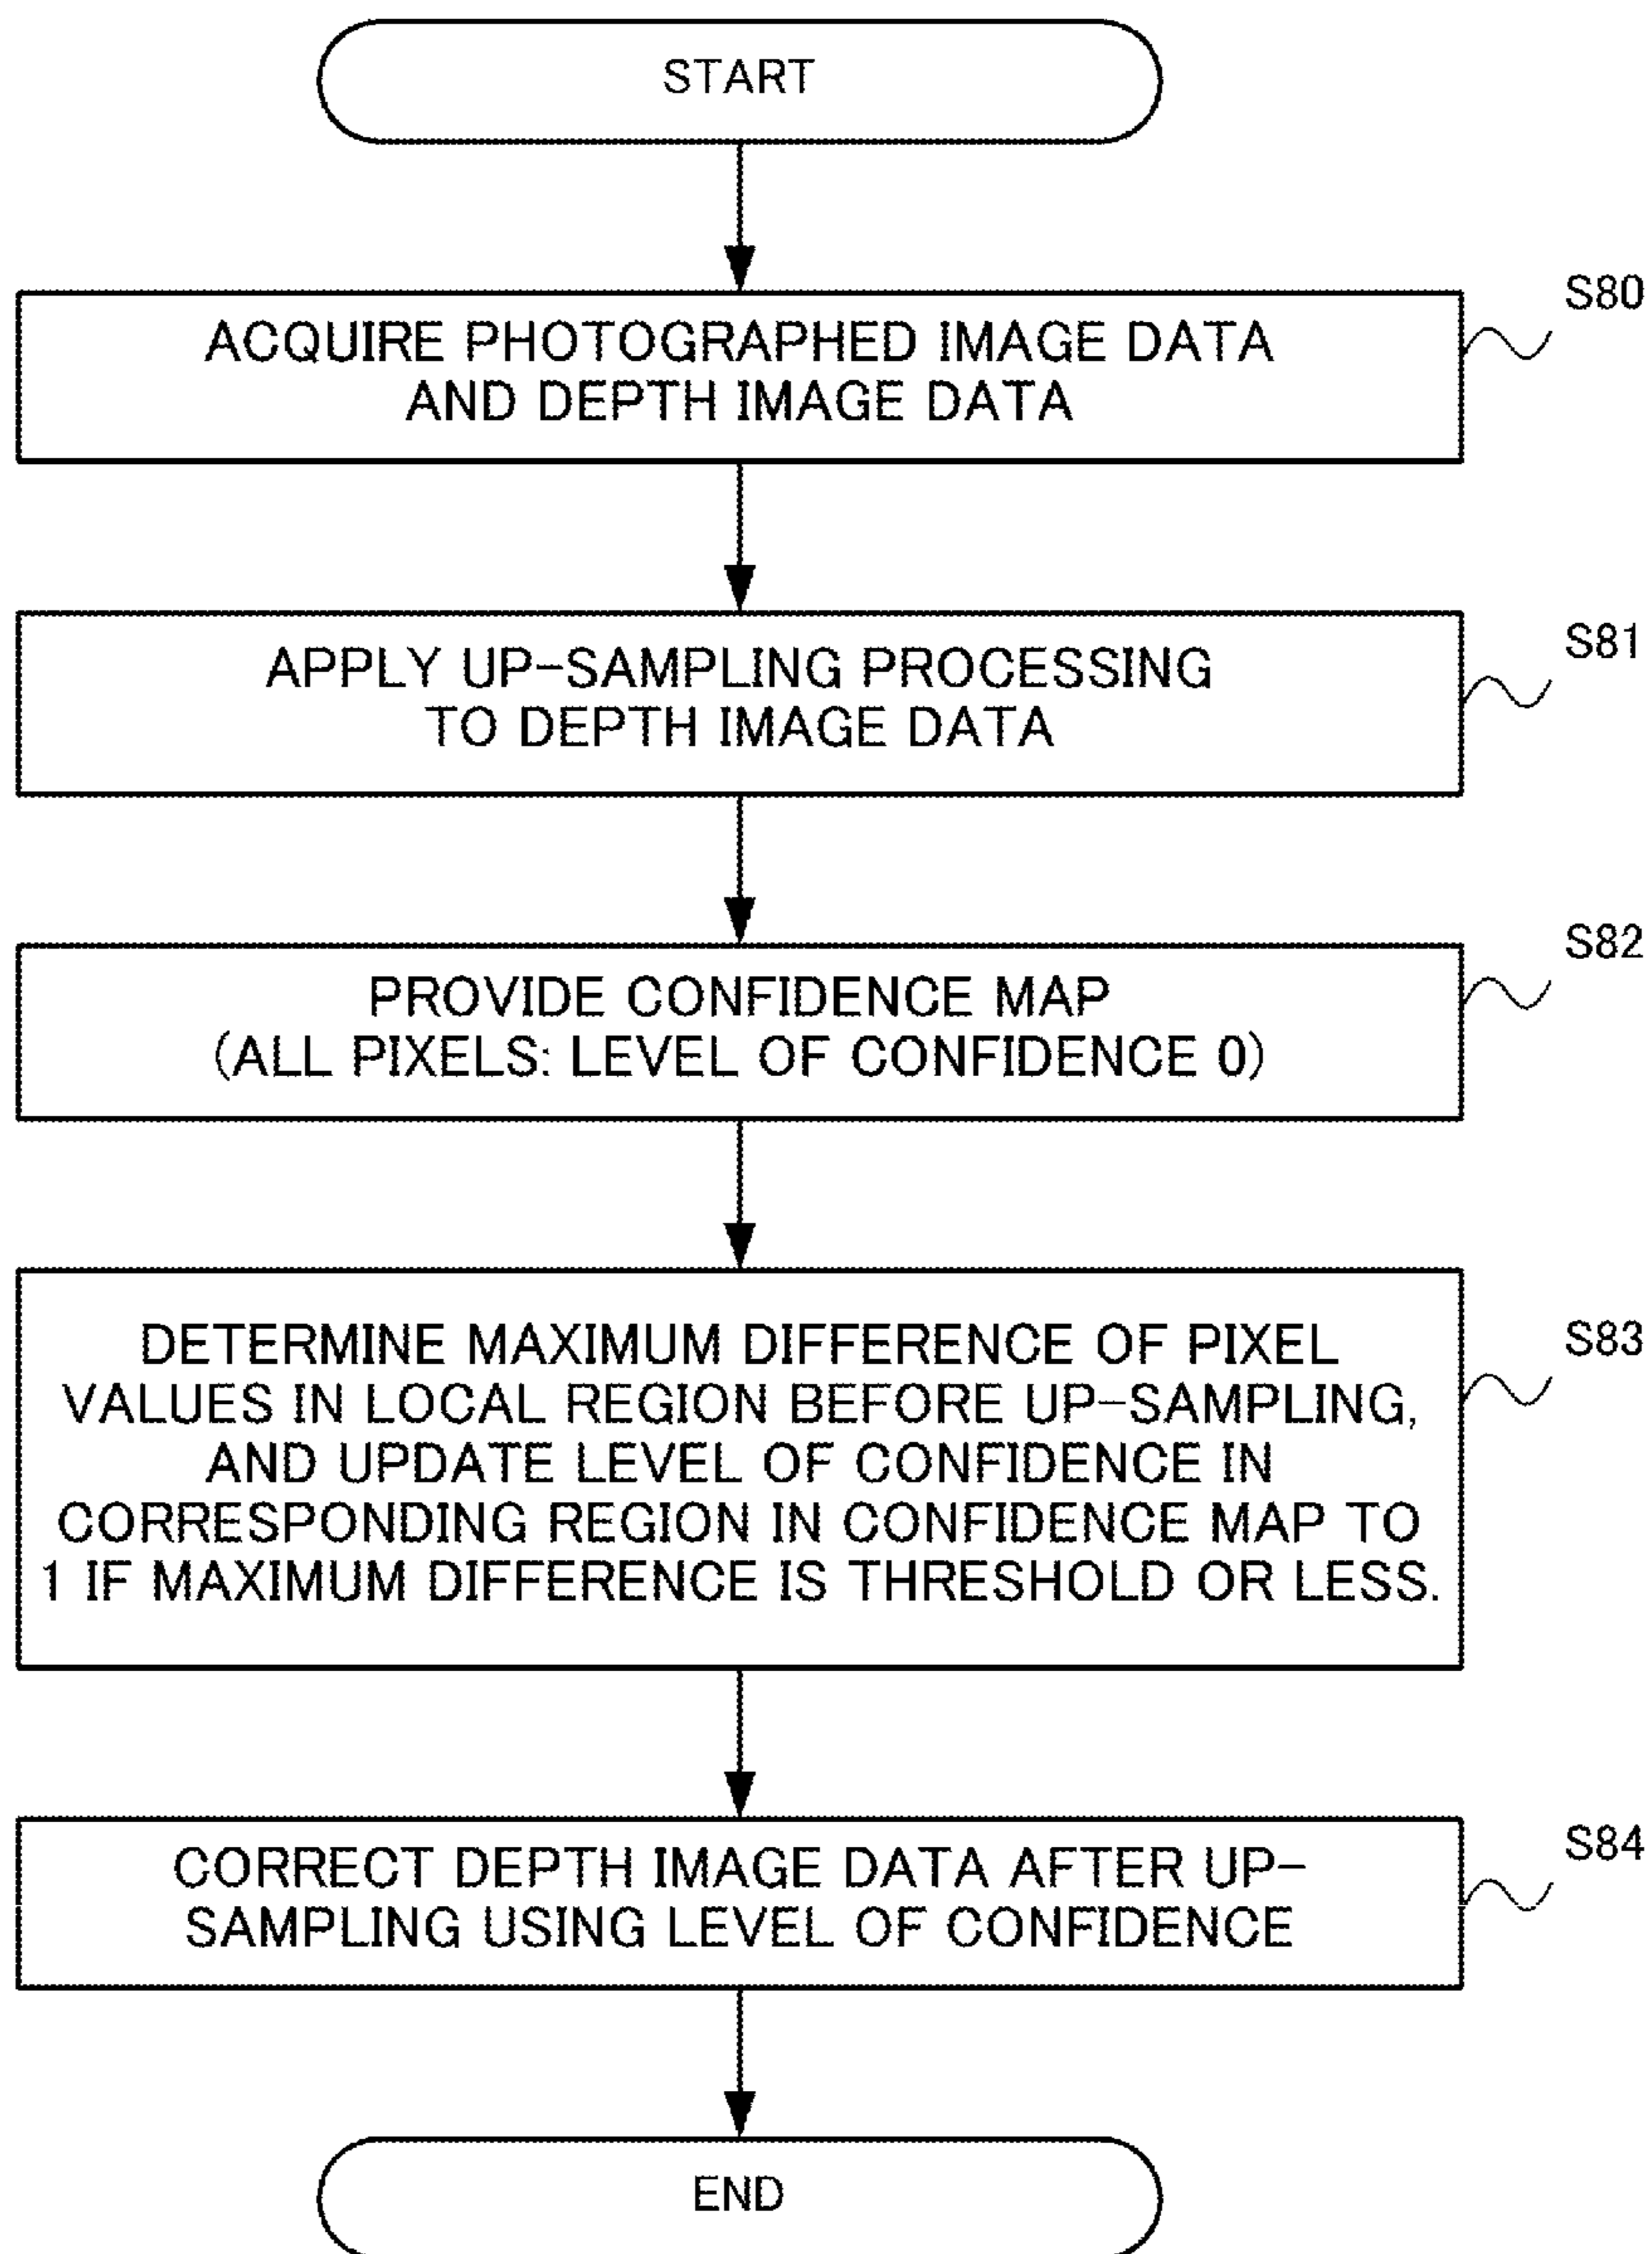 START
S80
ACQUIRE PHOTOGRAPHED IMAGE DATA
AND DEPTH IMAGE DATA
S81
APPLY UP-SAMPLING PROCESSING
TO DEPTH IMAGE DATA
S82
PROVIDE CONFIDENCE MAP
(ALL PIXELS: LEVEL OF CONFIDENCE 0)
S83
DETERMINE MAXIMUM DIFFERENCE OF PIXEL
VALUES IN LOCAL REGION BEFORE UP-SAMPLING,
AND UPDATE LEVEL OF CONFIDENCE IN
CORRESPONDING REGION IN CONFIDENCE MAP TO
1 IF MAXIMUM DIFFERENCE IS THRESHOLD OR LESS.
S84
CORRECT DEPTH IMAGE DATA AFTER UP-
SAMPLING USING LEVEL OF CONFIDENCE
END